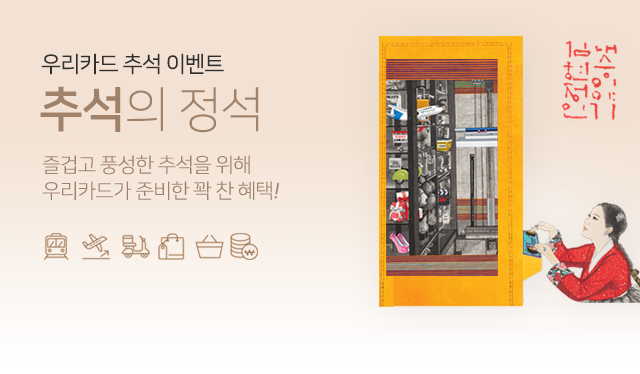 우리카드 추석 이벤트
추석의 정석
즐겁고 풍성한 추석을 위해
우리카드가 준비한 꽉 찬 혜택!
₩